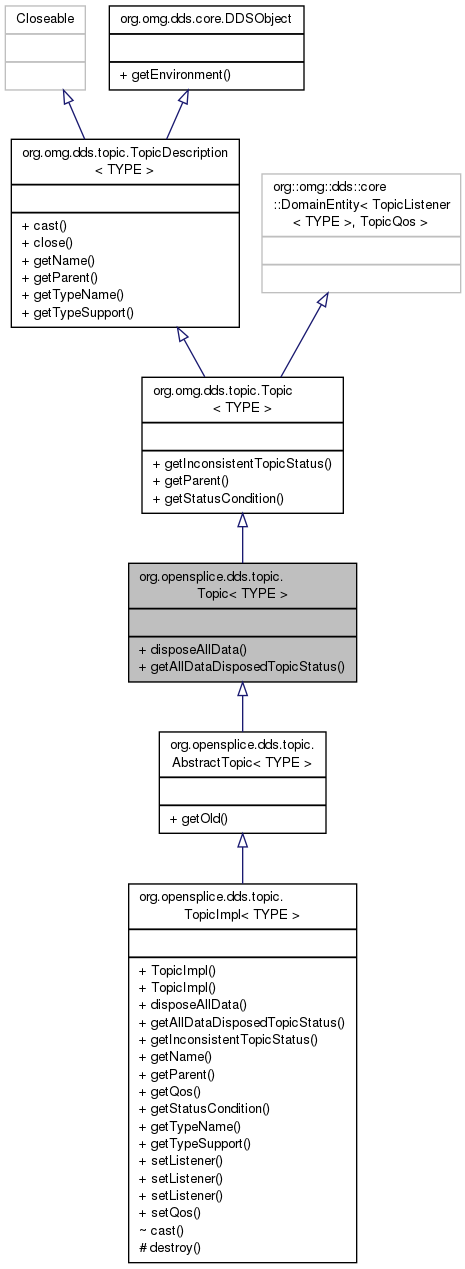 Closeable
org.omg.dds.core.DDSObject
+ getEnvironment()
org.omg.dds.topic.TopicDescription
< TYPE >
+ cast()
+ close()
+ getName()
+ getParent()
+ getTypeName()
+ getTypeSupport()
org::omg::dds::core
::DomainEntity< TopicListener
< TYPE >, TopicQos >
org.omg.dds.topic.Topic
< TYPE >
+ getInconsistentTopicStatus()
+ getParent()
+ getStatusCondition()
org.opensplice.dds.topic.
Topic< TYPE >
+ disposeAllData()
+ getAllDataDisposedTopicStatus()
org.opensplice.dds.topic.
AbstractTopic< TYPE >
+ getOld()
org.opensplice.dds.topic.
TopicImpl< TYPE >
+ TopicImpl()
+ TopicImpl()
+ disposeAllData()
+ getAllDataDisposedTopicStatus()
+ getInconsistentTopicStatus()
+ getName()
+ getParent()
+ getQos()
+ getStatusCondition()
+ getTypeName()
+ getTypeSupport()
+ setListener()
+ setListener()
+ setListener()
+ setQos()
~ cast()
# destroy()